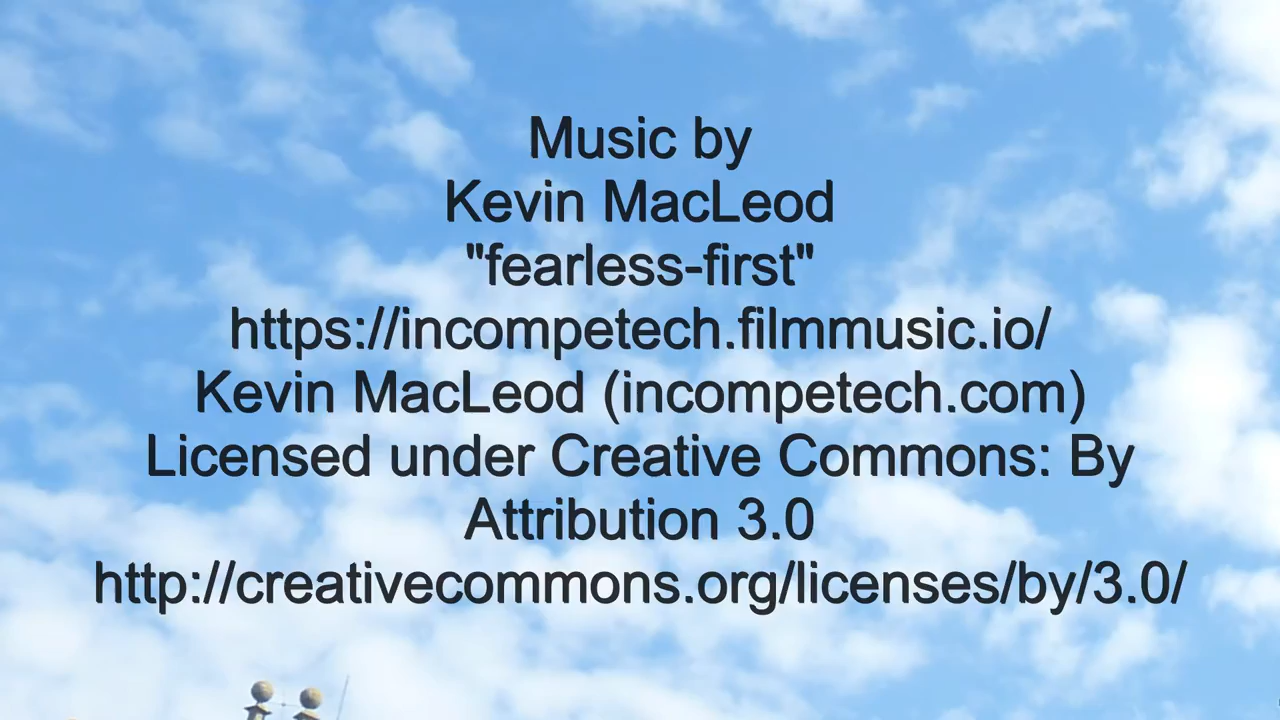 Music by
Kevin MacLeod
"fearless-first"
https://incompetech.filmmusic.io/
Kevin MacLeod (incompetech.com)
Licensed under Creative Commons: By
Attribution 3.0
http://creativecommons.org/licenses/by/3.0/